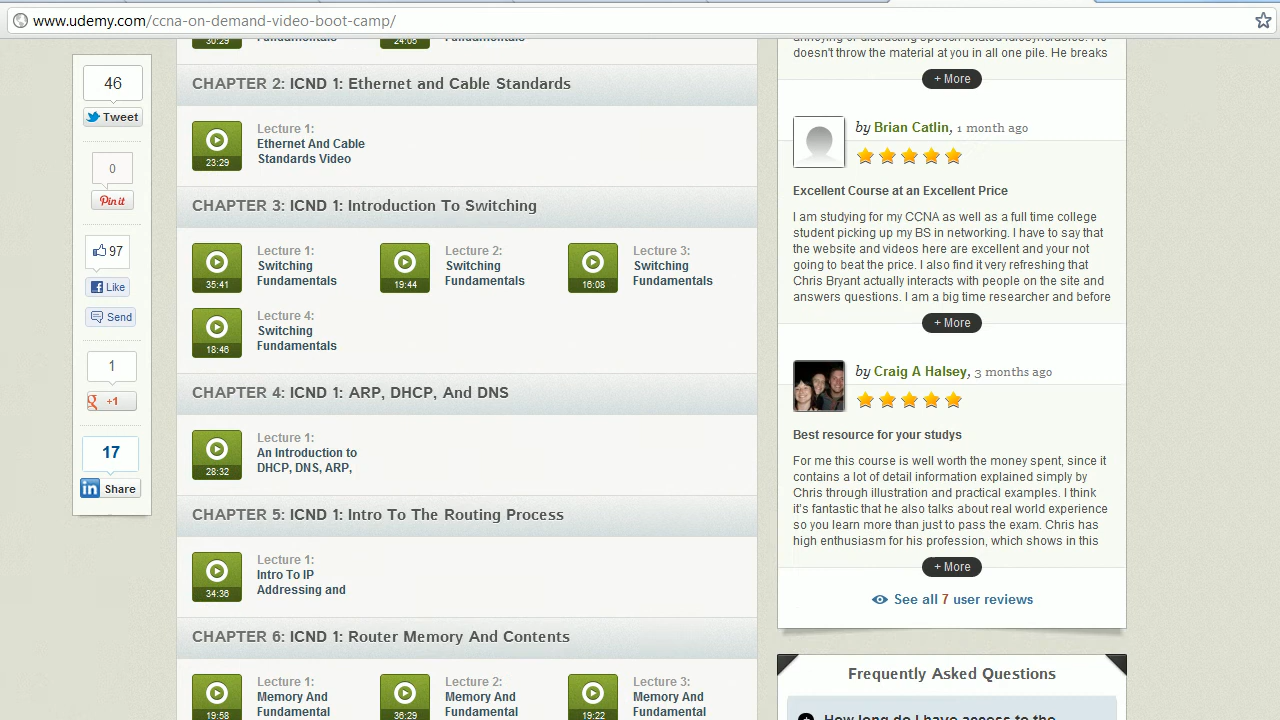 www.udemy.com/ccna-on-demand-video-boot-camp/
46
Tweet
0
Pin it
97
Like
Send
1
+1
17
in Share
30:29
Fundamentals
24:05
Fundamentals
CHAPTER 2: ICND 1: Ethernet and Cable Standards
Lecture 1:
Ethernet And Cable
Standards Video
23:29
CHAPTER 3: ICND 1: Introduction To Switching
Lecture 1:
Switching
Fundamentals
35:41
Lecture 2:
Switching
Fundamentals
19:44
Lecture 3:
Switching
Fundamentals
16:08
Lecture 4:
Switching
Fundamentals
18:46
CHAPTER 4: ICND 1: ARP, DHCP, And DNS
Lecture 1:
An Introduction to
DHCP, DNS, ARP,
28:32
CHAPTER 5: ICND 1: Intro To The Routing Process
Lecture 1:
Intro To IP
Addressing and
34:36
CHAPTER 6: ICND 1: Router Memory And Contents
Lecture 1:
Memory And
Fundamental
19:58
Lecture 2:
Memory And
Fundamental
36:29
Lecture 3:
Memory And
Fundamental
19:22
doesn't throw the material at you in all one pile. He breaks
+ More
by Brian Catlin, 1 month ago
Excellent Course at an Excellent Price
I am studying for my CCNA as well as a full time college
student picking up my BS in networking. I have to say that
the website and videos here are excellent and your not
going to beat the price. I also find it very refreshing that
Chris Bryant actually interacts with people on the site and
answers questions. I am a big time researcher and before
+ More
by Craig A Halsey, 3 months ago
Best resource for your studys
For me this course is well worth the money spent, since it
contains a lot of detail information explained simply by
Chris through illustration and practical examples. I think
it's fantastic that he also talks about real world experience
so you learn more than just to pass the exam. Chris has
high enthusiasm for his profession, which shows in this
+ More
See all 7 user reviews
Frequently Asked Questions
How long do I have access to the